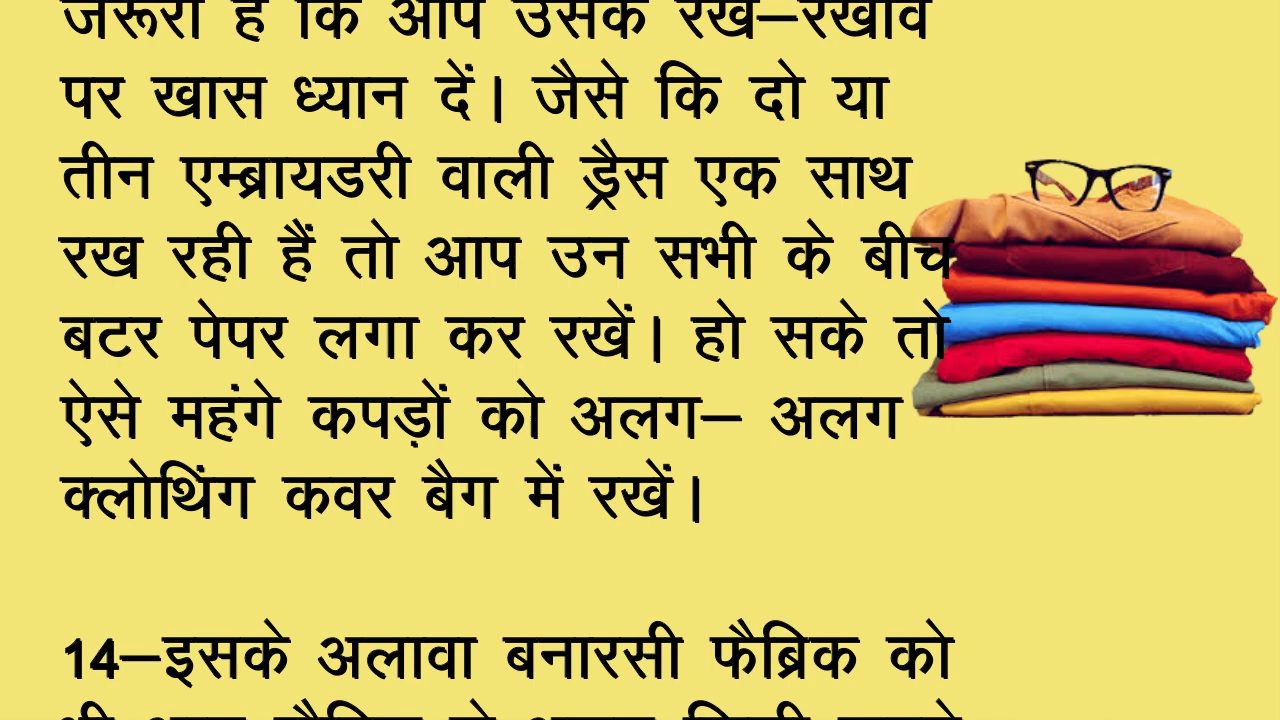 जरूरी है कि आप उसके रख–रखाव
पर खास ध्यान दें। जैसे कि दो या
तीन एम्ब्रायडरी वाली ड्रैस एक साथ
रख रही हैं तो आप उन सभी के बीच
बटर पेपर लगा कर रखें। हो सके तो
ऐसे महंगे कपड़ों को अलग– अलग
क्लोथिंग कवर बैग में रखें।
14–इसके अलावा बनारसी फैब्रिक को